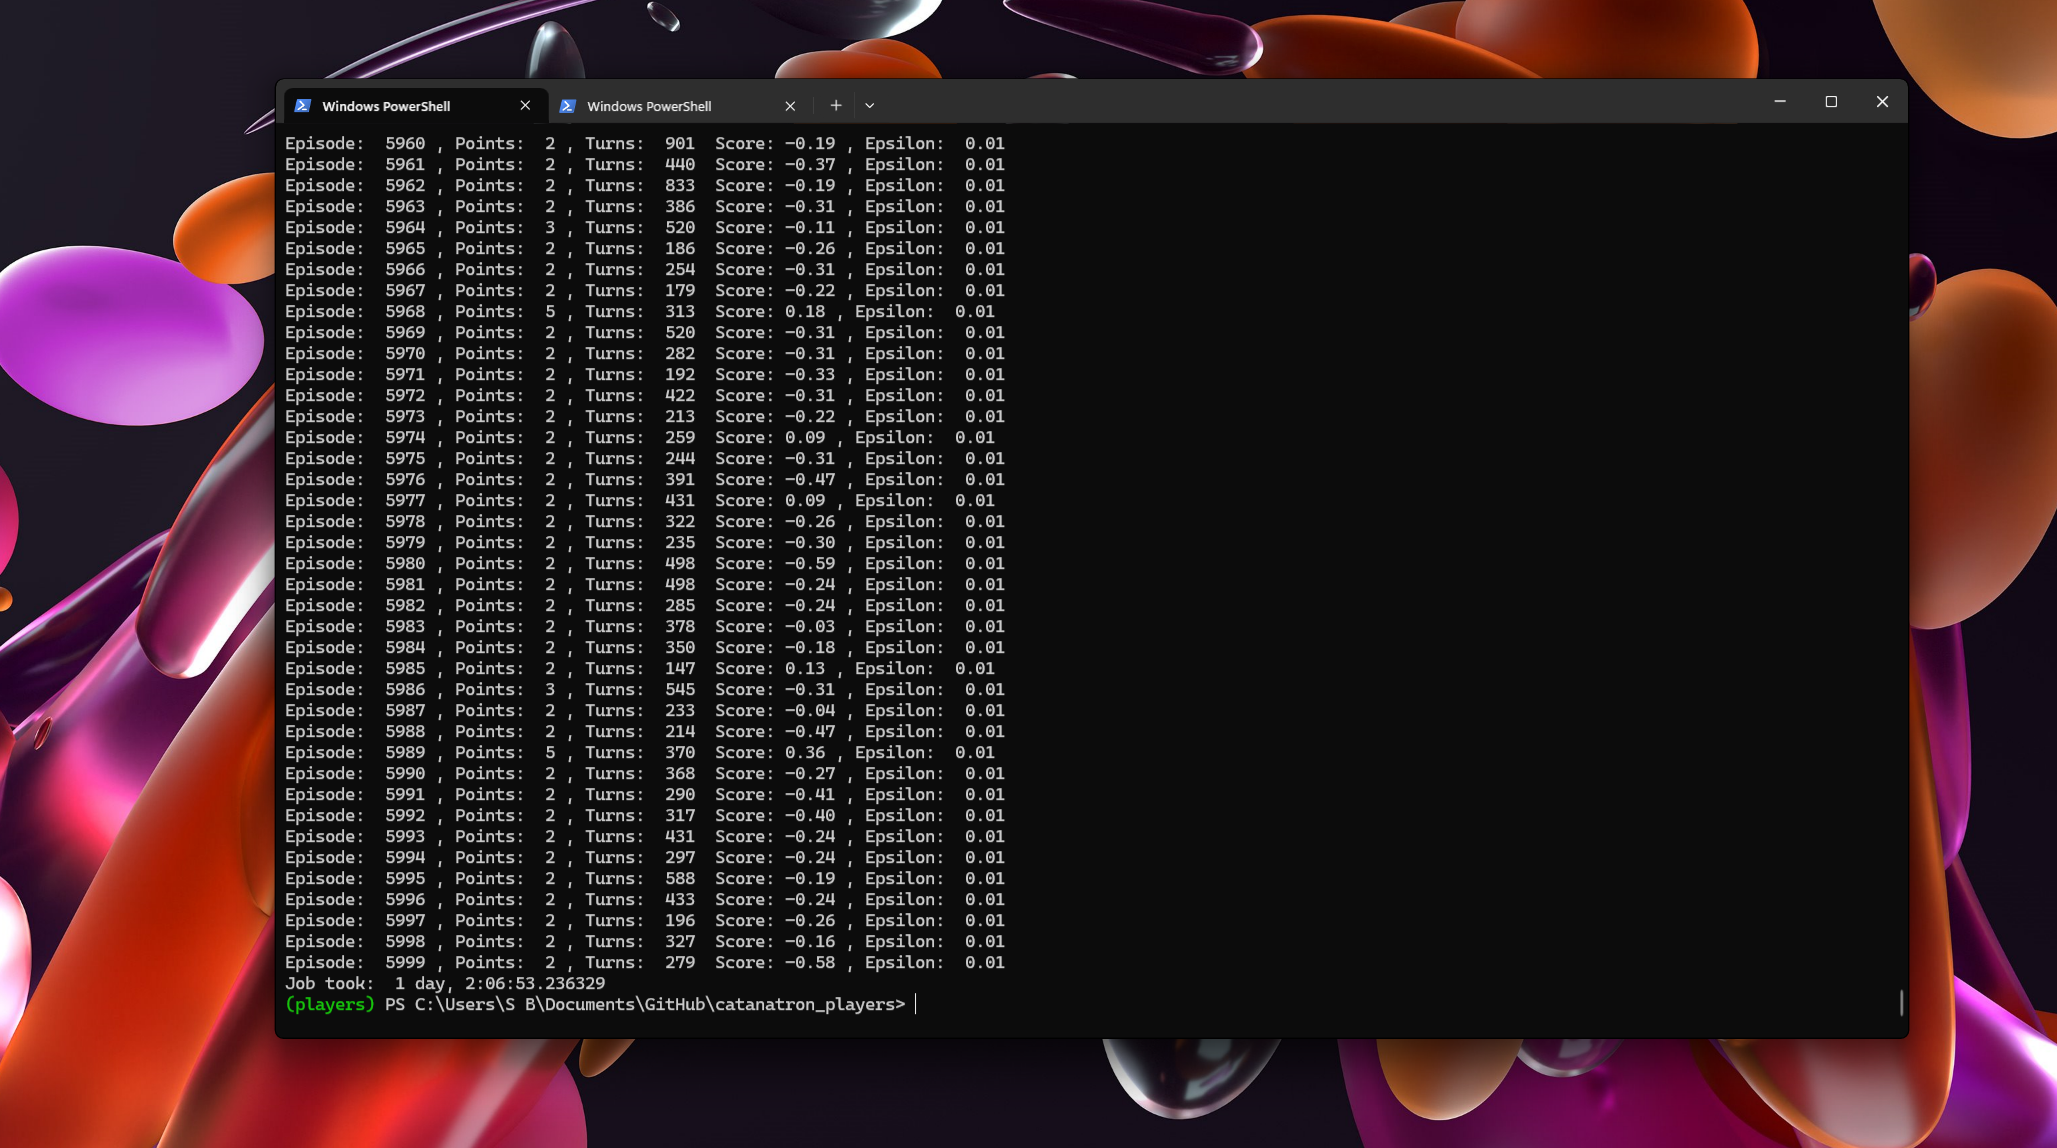 Windows PowerShell
Windows PowerShell
Episode:  5960 , Points:  2 , Turns:  901  Score: -0.19 , Epsilon:  0.01
Episode:  5961 , Points:  2 , Turns:  440  Score: -0.37 , Epsilon:  0.01
Episode:  5962 , Points:  2 , Turns:  833  Score: -0.19 , Epsilon:  0.01
Episode:  5963 , Points:  2 , Turns:  386  Score: -0.31 , Epsilon:  0.01
Episode:  5964 , Points:  3 , Turns:  520  Score: -0.11 , Epsilon:  0.01
Episode:  5965 , Points:  2 , Turns:  186  Score: -0.26 , Epsilon:  0.01
Episode:  5966 , Points:  2 , Turns:  254  Score: -0.31 , Epsilon:  0.01
Episode:  5967 , Points:  2 , Turns:  179  Score: -0.22 , Epsilon:  0.01
Episode:  5968 , Points:  5 , Turns:  313  Score: 0.18 , Epsilon:  0.01
Episode:  5969 , Points:  2 , Turns:  520  Score: -0.31 , Epsilon:  0.01
Episode:  5970 , Points:  2 , Turns:  282  Score: -0.31 , Epsilon:  0.01
Episode:  5971 , Points:  2 , Turns:  192  Score: -0.33 , Epsilon:  0.01
Episode:  5972 , Points:  2 , Turns:  422  Score: -0.31 , Epsilon:  0.01
Episode:  5973 , Points:  2 , Turns:  213  Score: -0.22 , Epsilon:  0.01
Episode:  5974 , Points:  2 , Turns:  259  Score: 0.09 , Epsilon:  0.01
Episode:  5975 , Points:  2 , Turns:  244  Score: -0.31 , Epsilon:  0.01
Episode:  5976 , Points:  2 , Turns:  391  Score: -0.47 , Epsilon:  0.01
Episode:  5977 , Points:  2 , Turns:  431  Score: 0.09 , Epsilon:  0.01
Episode:  5978 , Points:  2 , Turns:  322  Score: -0.26 , Epsilon:  0.01
Episode:  5979 , Points:  2 , Turns:  235  Score: -0.30 , Epsilon:  0.01
Episode:  5980 , Points:  2 , Turns:  498  Score: -0.59 , Epsilon:  0.01
Episode:  5981 , Points:  2 , Turns:  498  Score: -0.24 , Epsilon:  0.01
Episode:  5982 , Points:  2 , Turns:  285  Score: -0.24 , Epsilon:  0.01
Episode:  5983 , Points:  2 , Turns:  378  Score: -0.03 , Epsilon:  0.01
Episode:  5984 , Points:  2 , Turns:  350  Score: -0.18 , Epsilon:  0.01
Episode:  5985 , Points:  2 , Turns:  147  Score: 0.13 , Epsilon:  0.01
Episode:  5986 , Points:  3 , Turns:  545  Score: -0.31 , Epsilon:  0.01
Episode:  5987 , Points:  2 , Turns:  233  Score: -0.04 , Epsilon:  0.01
Episode:  5988 , Points:  2 , Turns:  214  Score: -0.47 , Epsilon:  0.01
Episode:  5989 , Points:  5 , Turns:  370  Score: 0.36 , Epsilon:  0.01
Episode:  5990 , Points:  2 , Turns:  368  Score: -0.27 , Epsilon:  0.01
Episode:  5991 , Points:  2 , Turns:  290  Score: -0.41 , Epsilon:  0.01
Episode:  5992 , Points:  2 , Turns:  317  Score: -0.40 , Epsilon:  0.01
Episode:  5993 , Points:  2 , Turns:  431  Score: -0.24 , Epsilon:  0.01
Episode:  5994 , Points:  2 , Turns:  297  Score: -0.24 , Epsilon:  0.01
Episode:  5995 , Points:  2 , Turns:  588  Score: -0.19 , Epsilon:  0.01
Episode:  5996 , Points:  2 , Turns:  433  Score: -0.24 , Epsilon:  0.01
Episode:  5997 , Points:  2 , Turns:  196  Score: -0.26 , Epsilon:  0.01
Episode:  5998 , Points:  2 , Turns:  327  Score: -0.16 , Epsilon:  0.01
Episode:  5999 , Points:  2 , Turns:  279  Score: -0.58 , Epsilon:  0.01
Job took:  1 day, 2:06:53.236329
(players) PS C:\Users\S B\Documents\GitHub\catanatron_players>